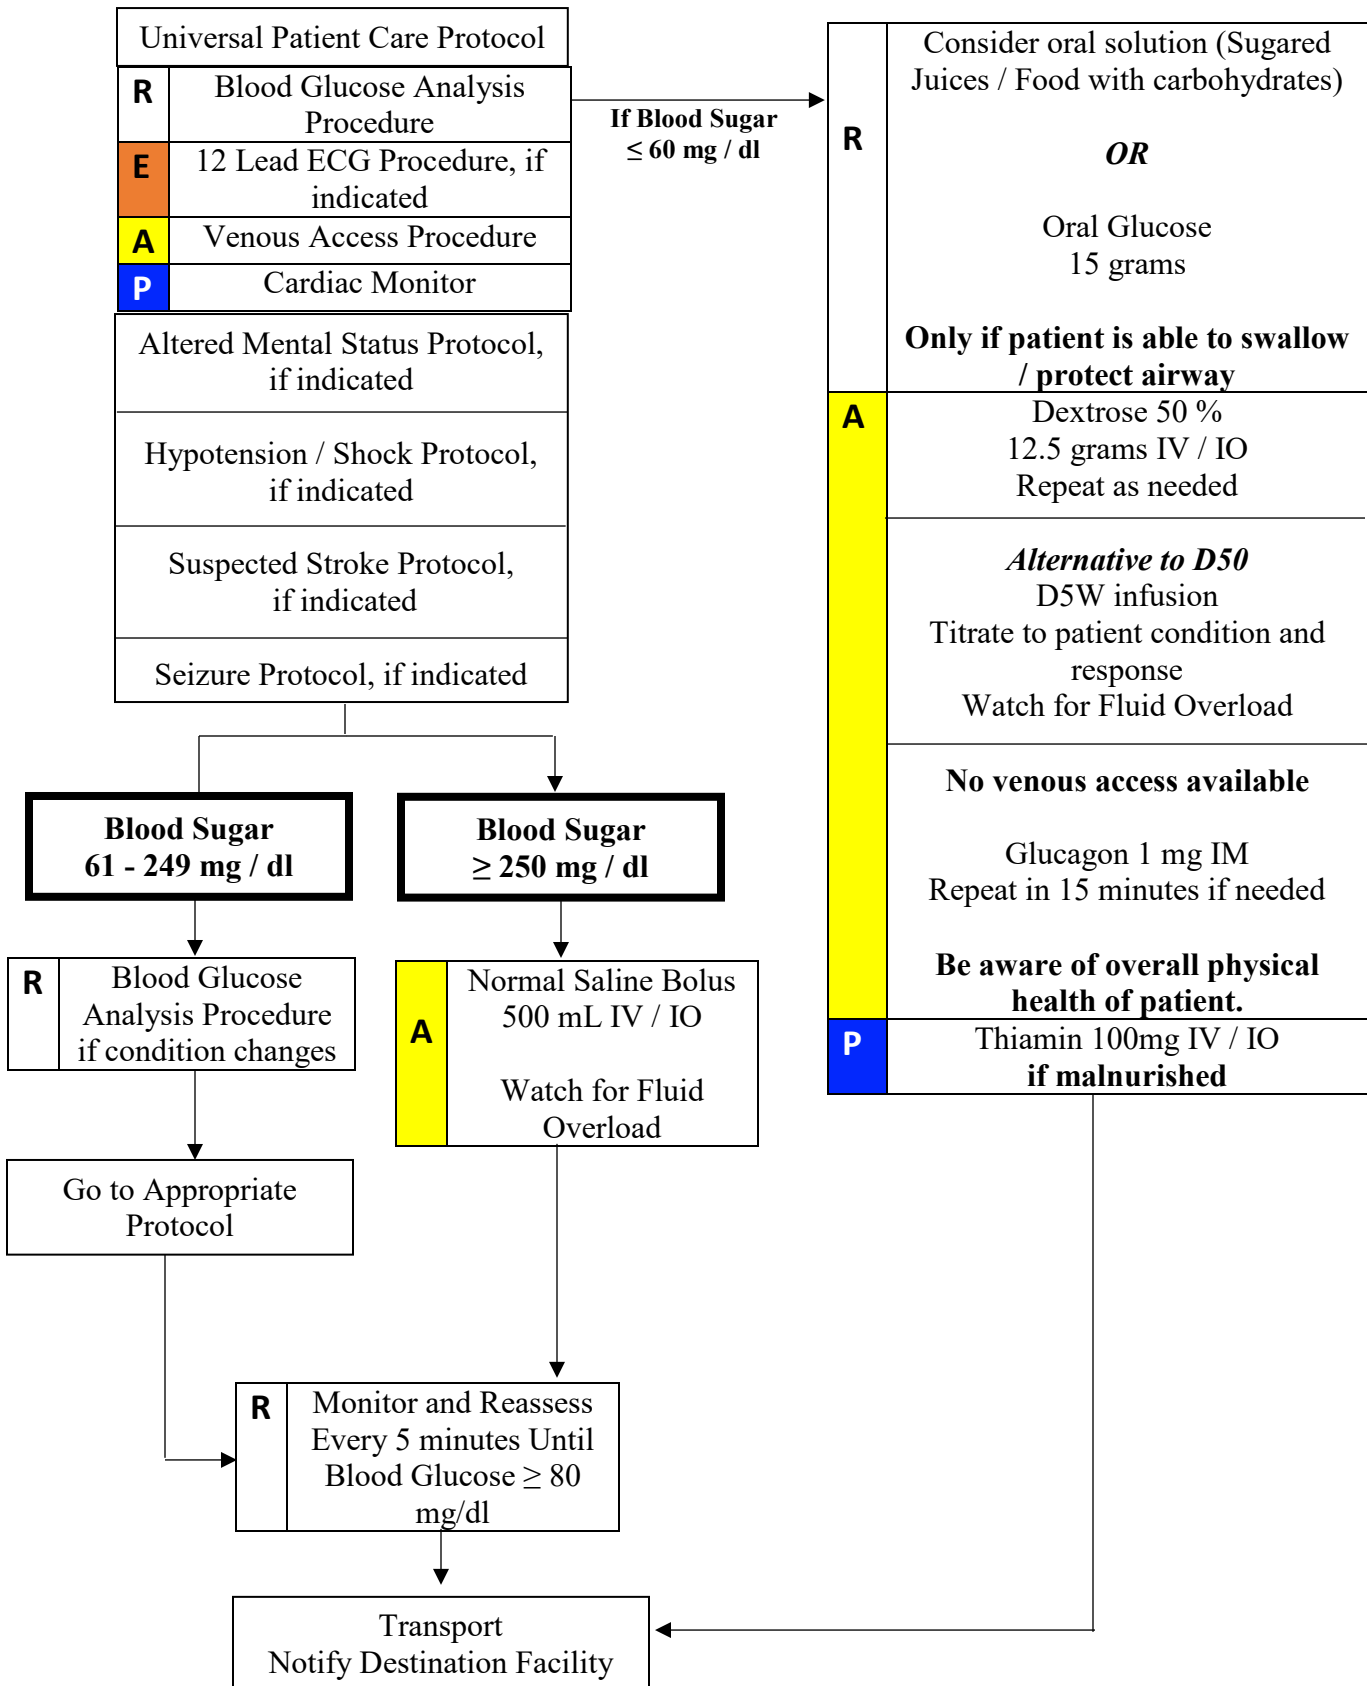 Universal Patient Care Protocol
R
Blood Glucose Analysis
Procedure
E
12 Lead ECG Procedure, if
indicated
A
Venous Access Procedure
P
Cardiac Monitor
Altered Mental Status Protocol,
if indicated
Hypotension / Shock Protocol,
if indicated
Suspected Stroke Protocol,
if indicated
Seizure Protocol, if indicated
If Blood Sugar
≤ 60 mg / dl
R
Consider oral solution (Sugared
Juices / Food with carbohydrates)
OR
Oral Glucose
15 grams
Only if patient is able to swallow
/ protect airway
A
Dextrose 50 %
12.5 grams IV / IO
Repeat as needed
Alternative to D50
D5W infusion
Titrate to patient condition and
response
Watch for Fluid Overload
No venous access available
Glucagon 1 mg IM
Repeat in 15 minutes if needed
Be aware of overall physical
health of patient.
P
Thiamin 100mg IV / IO
if malnurished
Blood Sugar
61 - 249 mg / dl
Blood Sugar
≥ 250 mg / dl
R
Blood Glucose
Analysis Procedure
if condition changes
A
Normal Saline Bolus
500 mL IV / IO
Watch for Fluid
Overload
Go to Appropriate
Protocol
R
Monitor and Reassess
Every 5 minutes Until
Blood Glucose ≥ 80
mg/dl
Transport
Notify Destination Facility